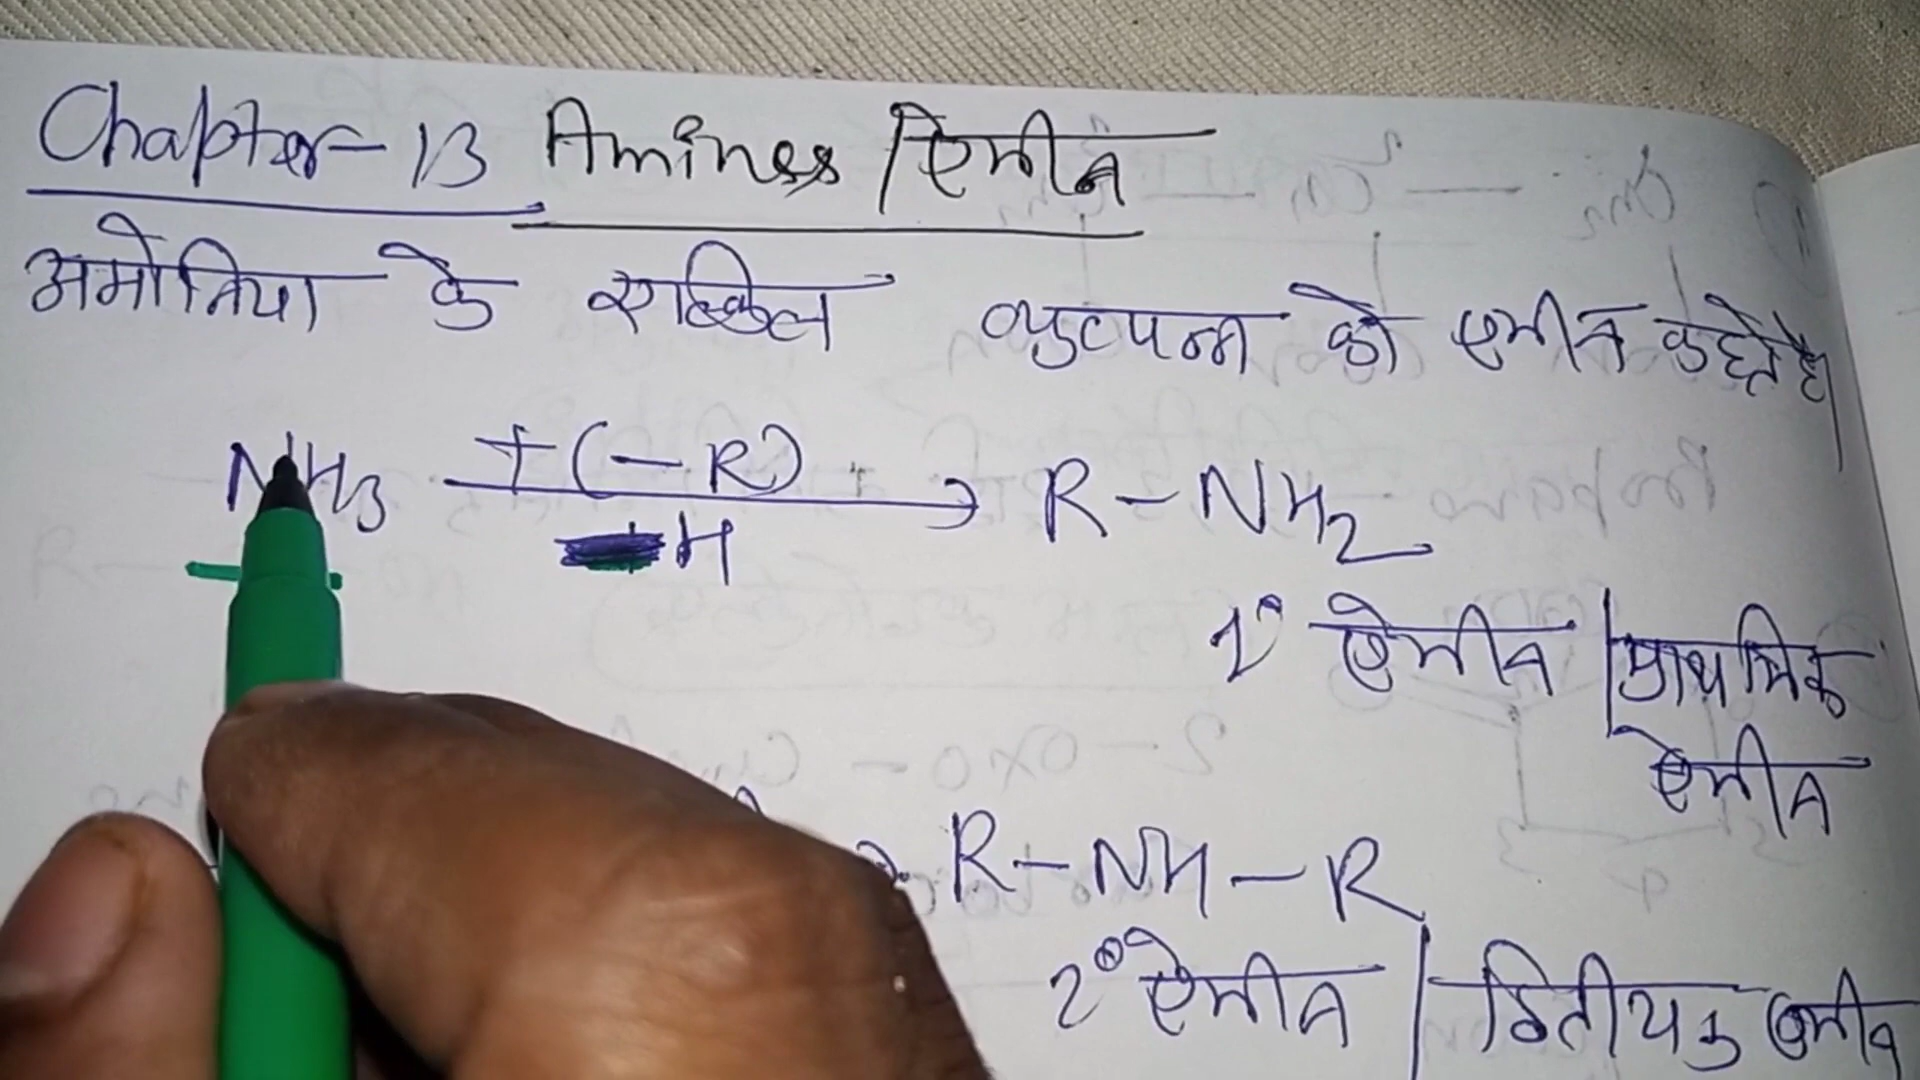 Chapter-13 Amines /ऐमीन
अमोनिया के एल्किल व्युत्पन्न को एमीन कहते है।
NH3 +(-R) → R-NH2
-H
1° ऐमीन | प्राथमिक
ऐमीन
R-NH-R
2° ऐमीन | द्वितीयक ऐमीन